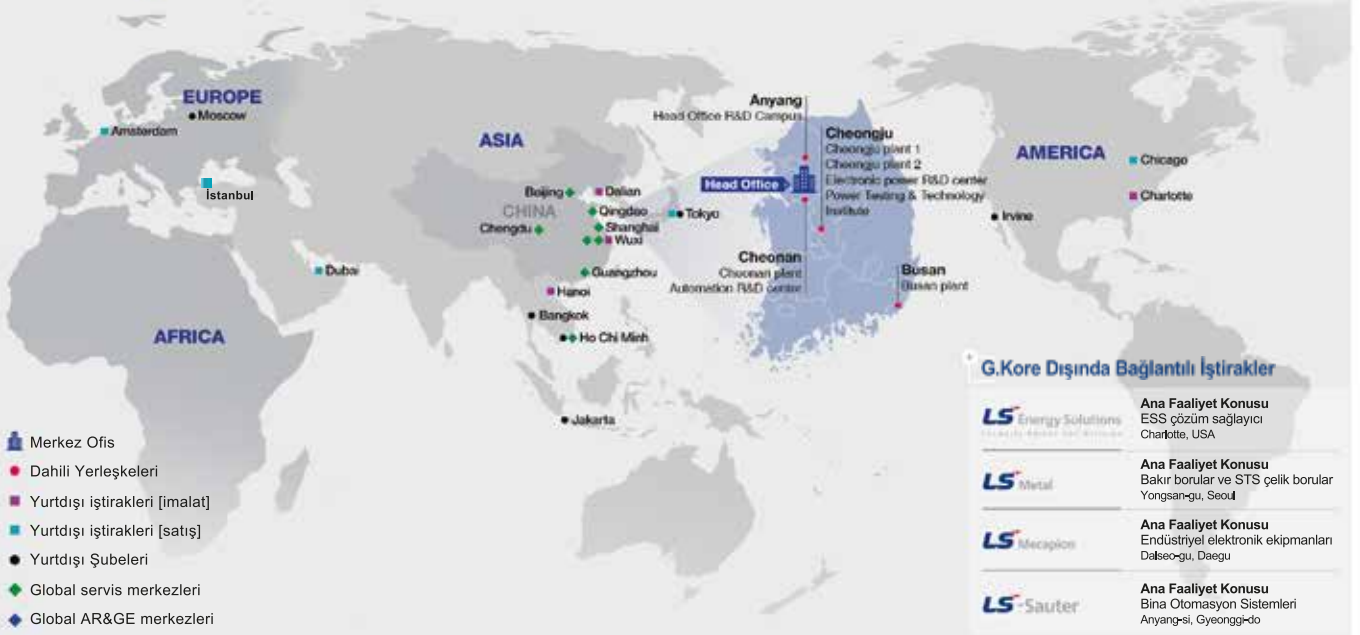 EUROPE
Moscow
Amsterdam
İstanbul
Dubai
AFRICA
ASIA
Beijing
Dalian
CHINA
Qingdao
Chengdu
Shanghai
Wuxi
Guangzhou
Hanoi
Bangkok
Ho Chi Minh
Jakarta
Tokyo
Anyang
Head Office R&D Campus
Head Office
Cheongju
Cheongju plant 1
Cheongju plant 2
Electronic power R&D center
Power Testing & Technology
Institute
Cheonan
Cheonan plant
Automation R&D center
Busan
Busan plant
AMERICA
Chicago
Charlotte
Irvine
Merkez Ofis
Dahili Yerleşkeleri
Yurtdışı iştirakleri [imalat]
Yurtdışı iştirakleri [satış]
Yurtdışı Şubeleri
Global servis merkezleri
Global AR&GE merkezleri
G.Kore Dışında Bağlantılı İştirakler
LS Energy Solutions
Ana Faaliyet Konusu
ESS çözüm sağlayıcı
Charlotte, USA
LS Metal
Ana Faaliyet Konusu
Bakır borular ve STS çelik borular
Yongsan-gu, Seoul
LS Mecapion
Ana Faaliyet Konusu
Endüstriyel elektronik ekipmanları
Dalseo-gu, Daegu
LS-Sauter
Ana Faaliyet Konusu
Bina Otomasyon Sistemleri
Anyang-si, Gyeonggi-do